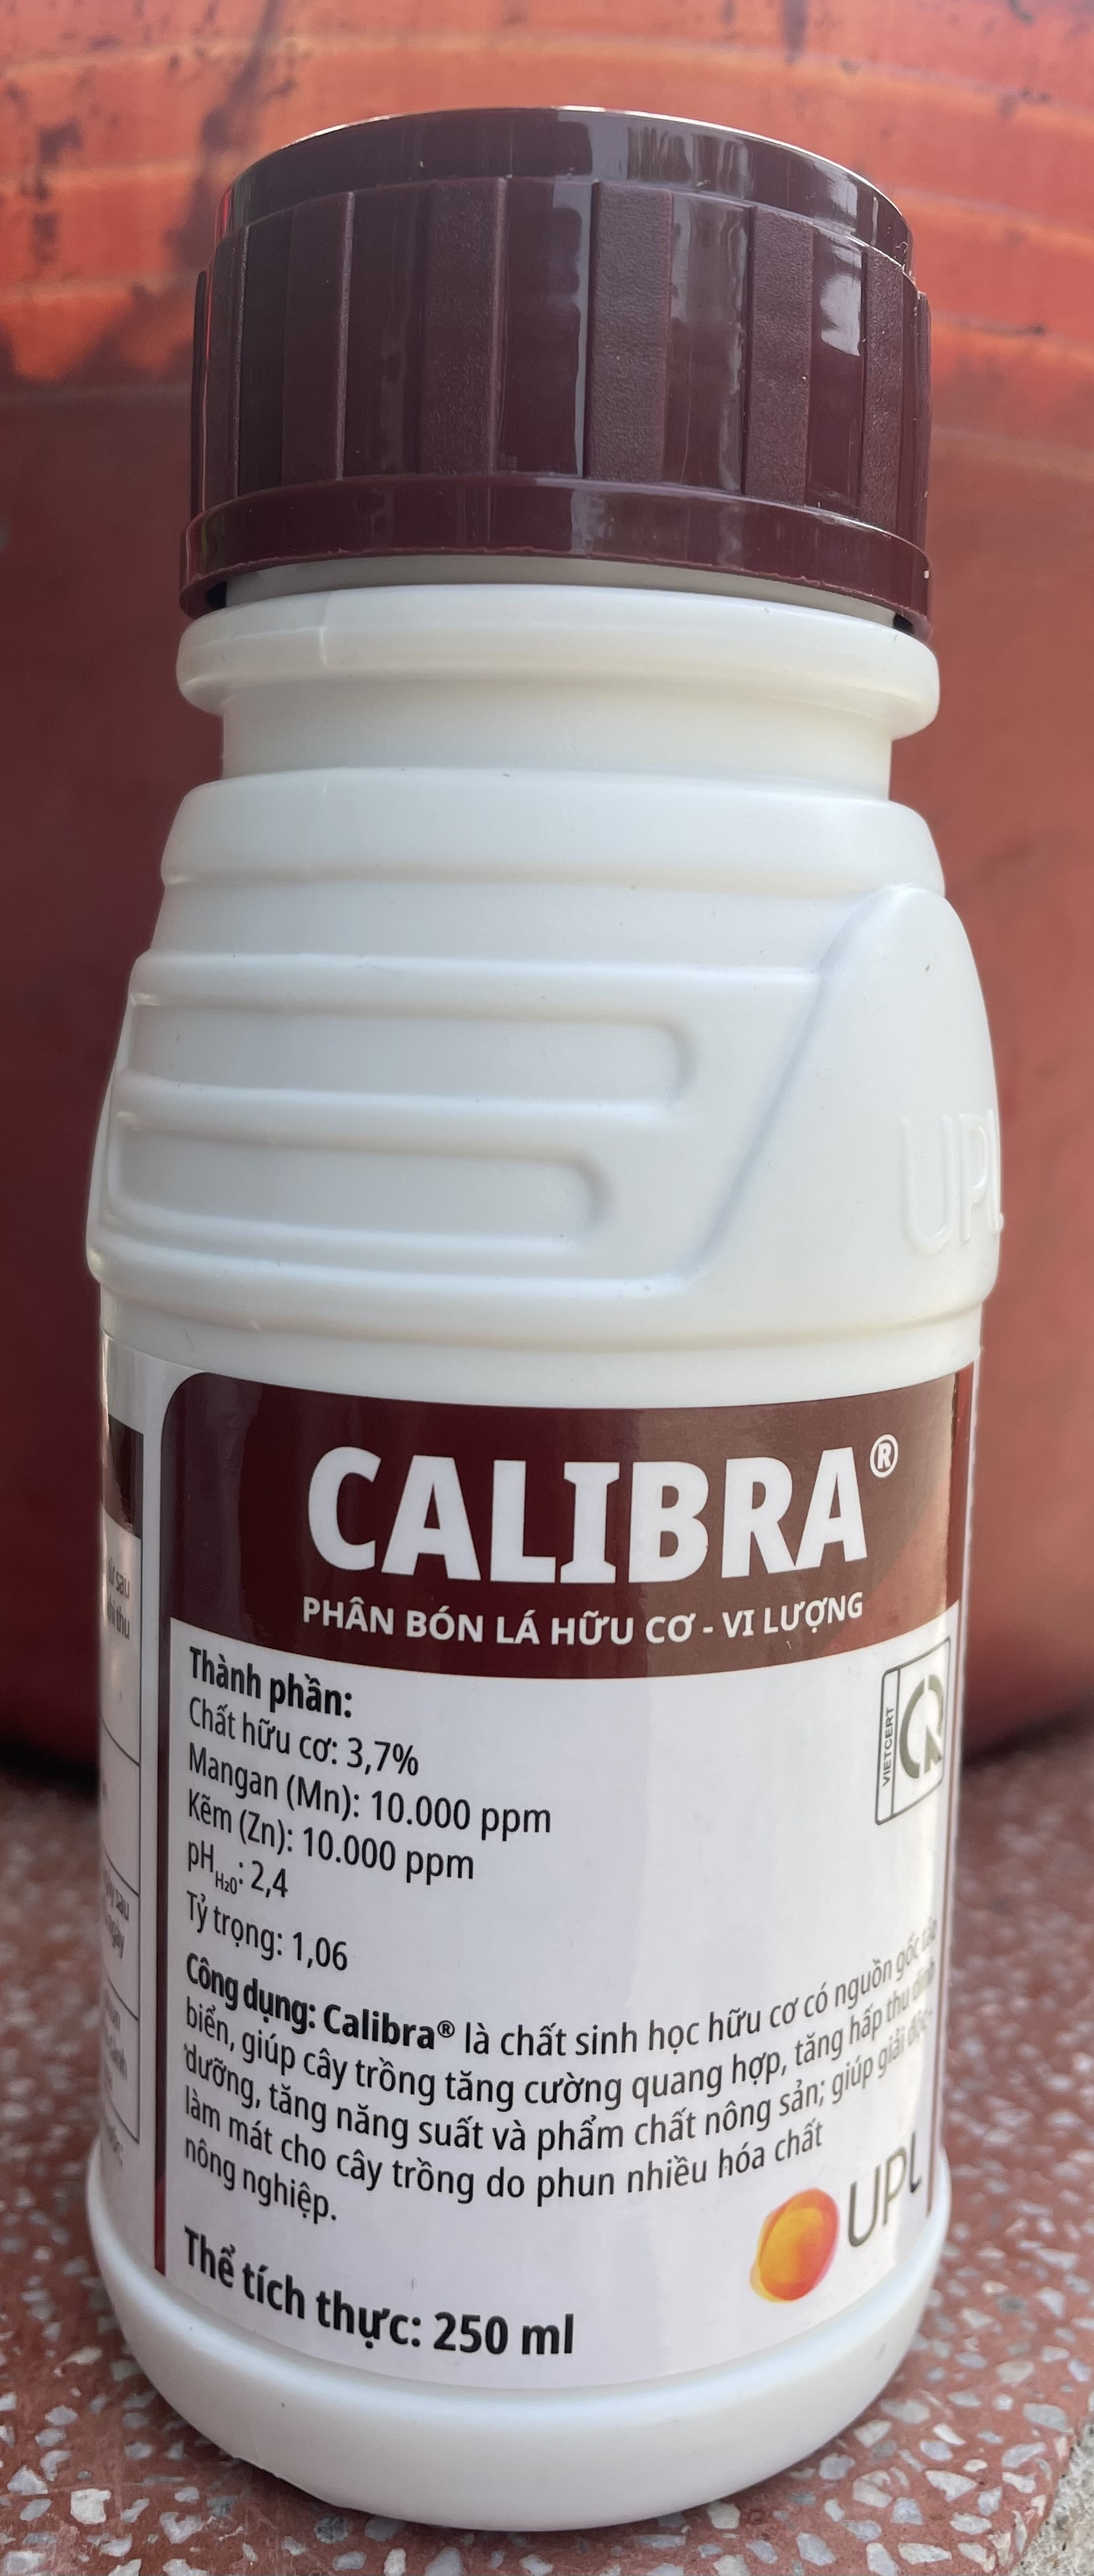 UPL
CALIBRA®
PHÂN BÓN LÁ HỮU CƠ - VI LƯỢNG
Thành phần:
Chất hữu cơ: 3,7%
Mangan (Mn): 10.000 ppm
Kẽm (Zn): 10.000 ppm
pHH₂O: 2,4
Tỷ trọng: 1,06
VIETCERT
Công dụng: Calibra® là chất sinh học hữu cơ có nguồn gốc tảo
biển, giúp cây trồng tăng cường quang hợp, tăng hấp thu dinh
dưỡng, tăng năng suất và phẩm chất nông sản; giúp giải độc-
làm mát cho cây trồng do phun nhiều hóa chất
nông nghiệp.
UPL
Thể tích thực: 250 ml